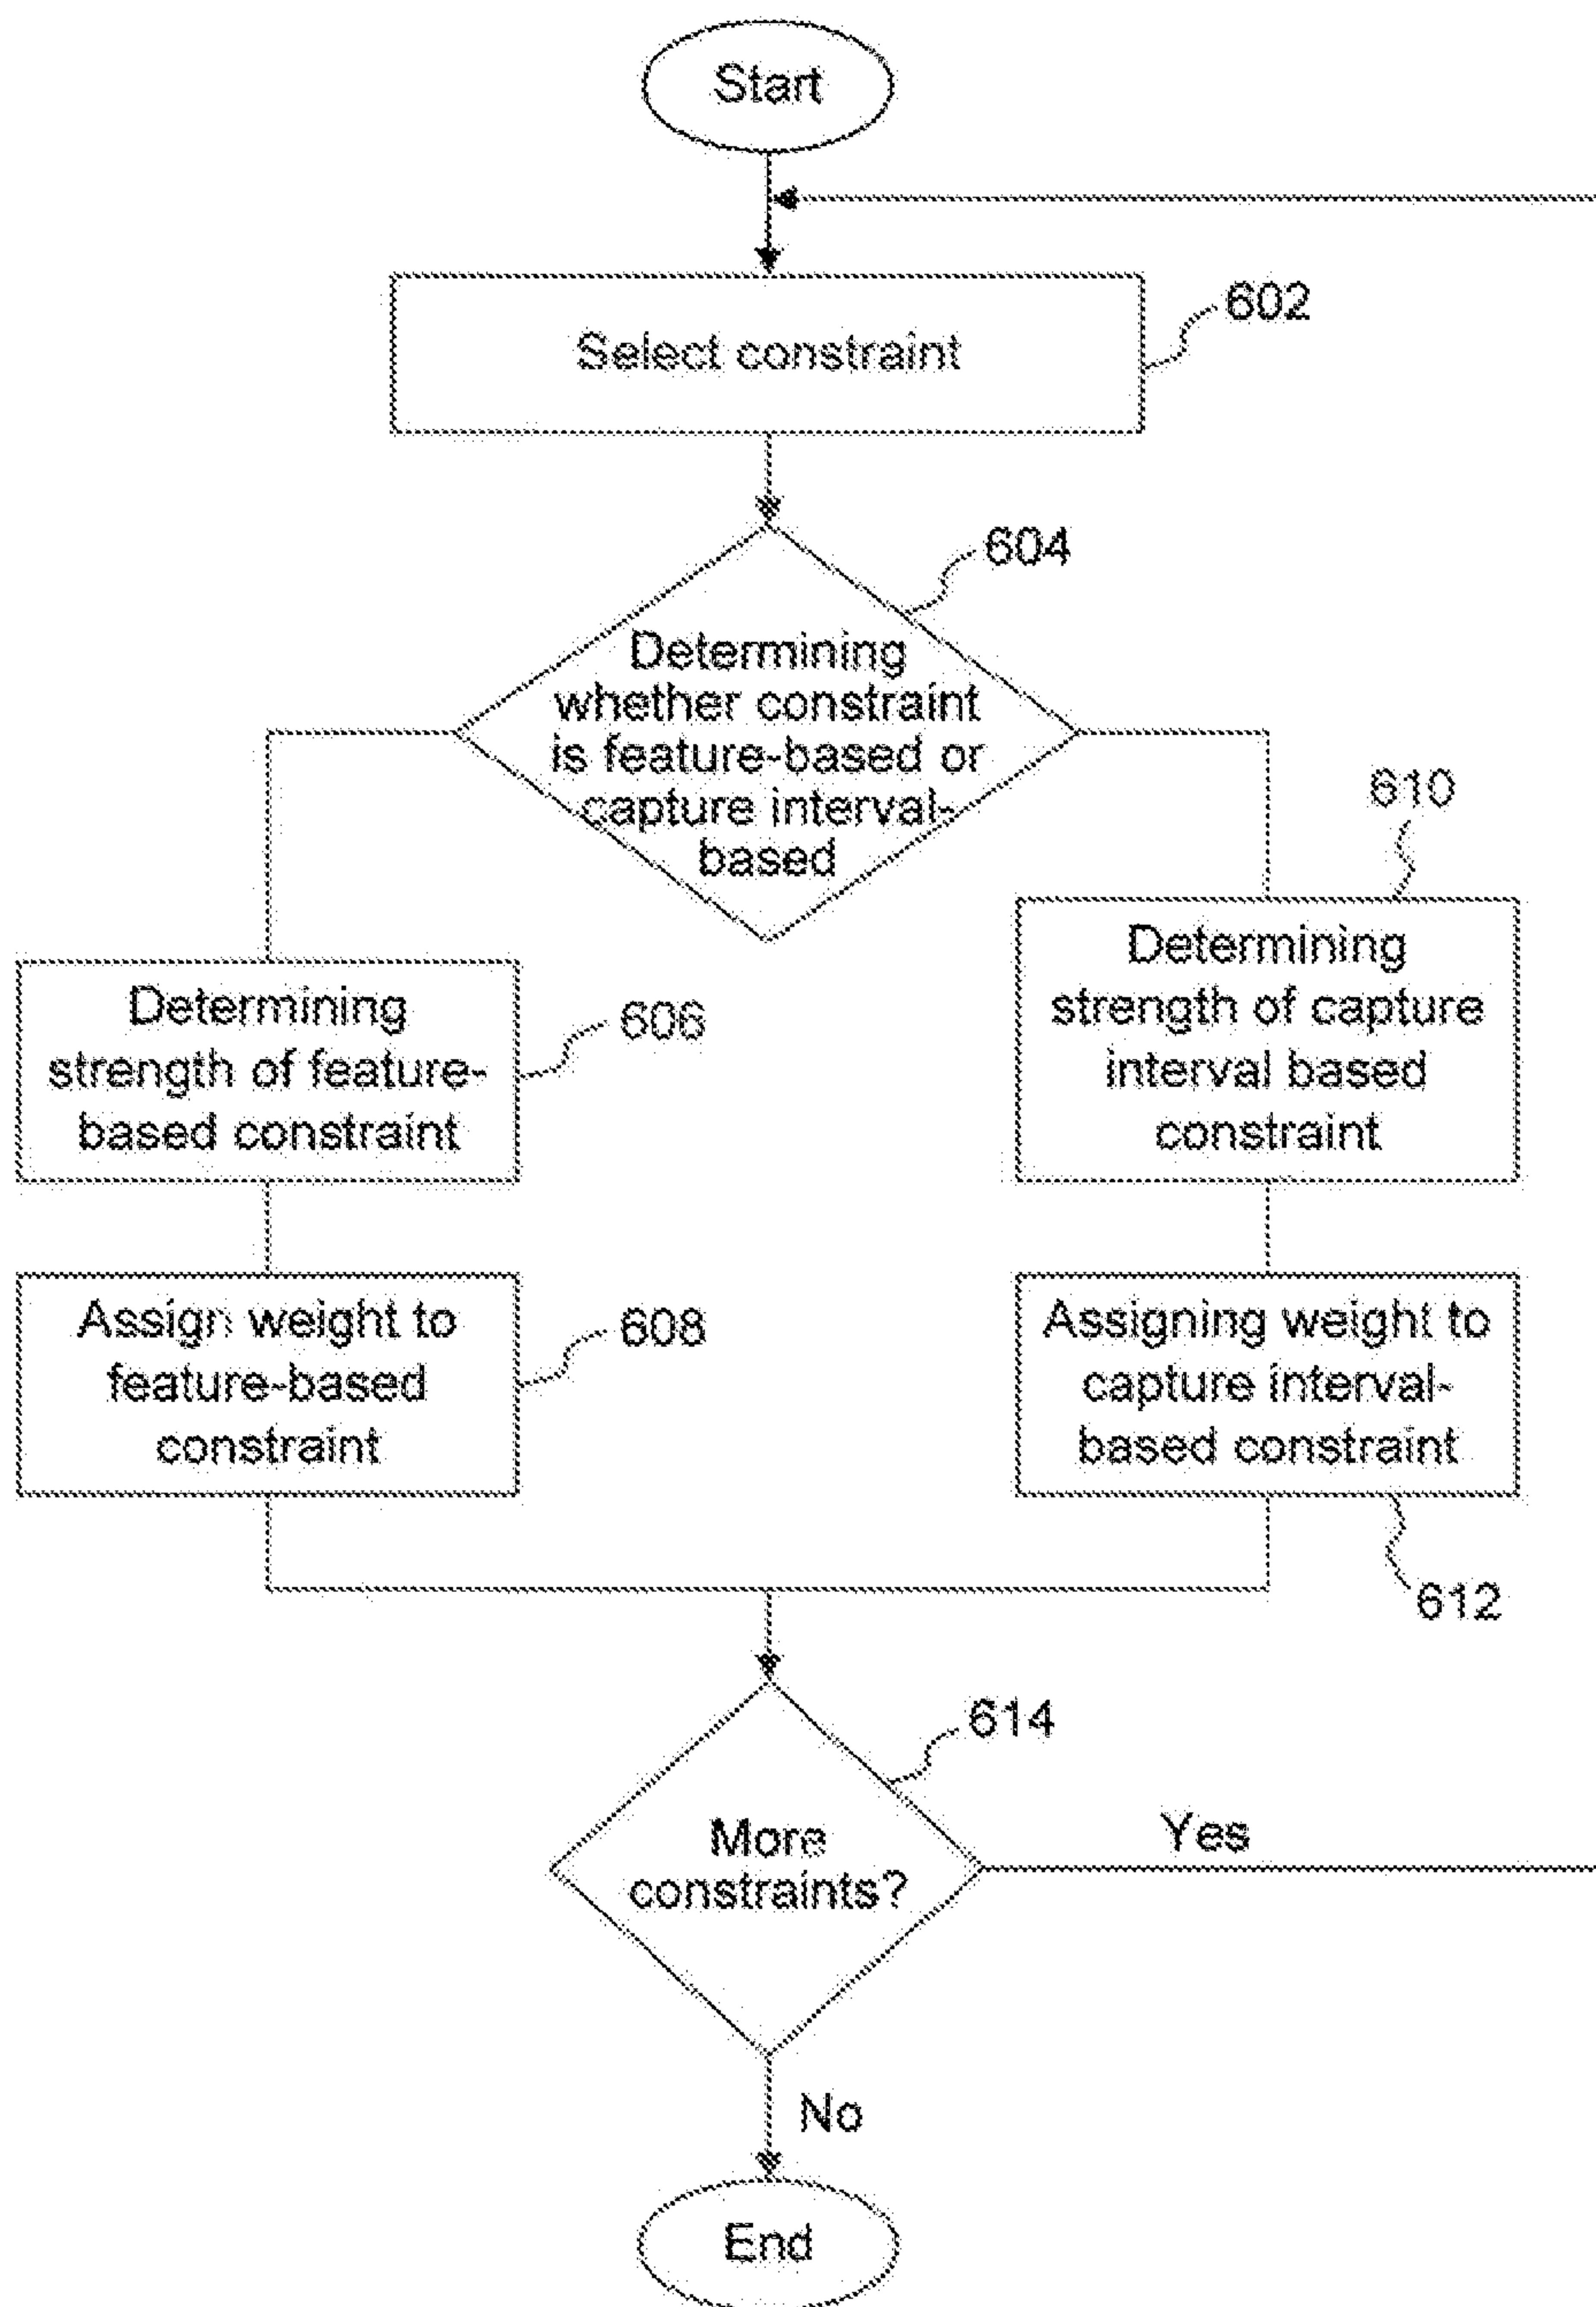 Start
602
Select constraint
604
Determining
whether constraint
is feature-based or
capture interval-
based
610
Determining
strength of feature-
based constraint
606
Determining
strength of capture
interval based
constraint
Assign weight to
feature-based
constraint
608
Assigning weight to
capture interval-
based constraint
612
614
More
constraints?
Yes
No
End